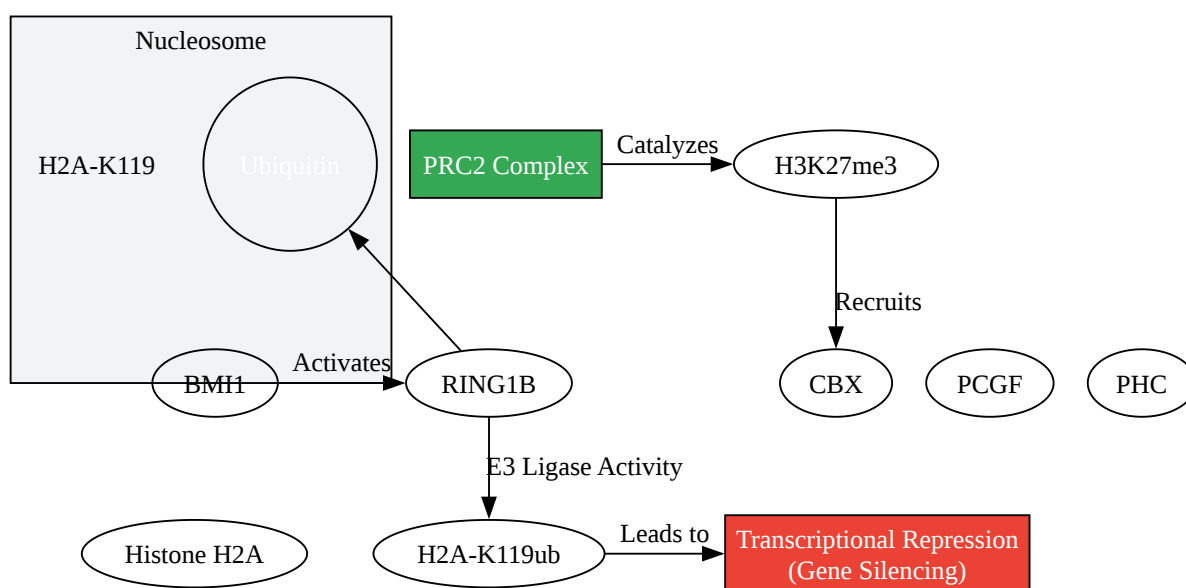 Nucleosome
H2A-K119
Ubiquitin
PRC2 Complex
Catalyzes
H3K27me3
Recruits
BMI1
Activates
RING1B
CBX
PCGF
PHC
E3 Ligase Activity
Histone H2A
H2A-K119ub
Leads to
Transcriptional Repression
(Gene Silencing)